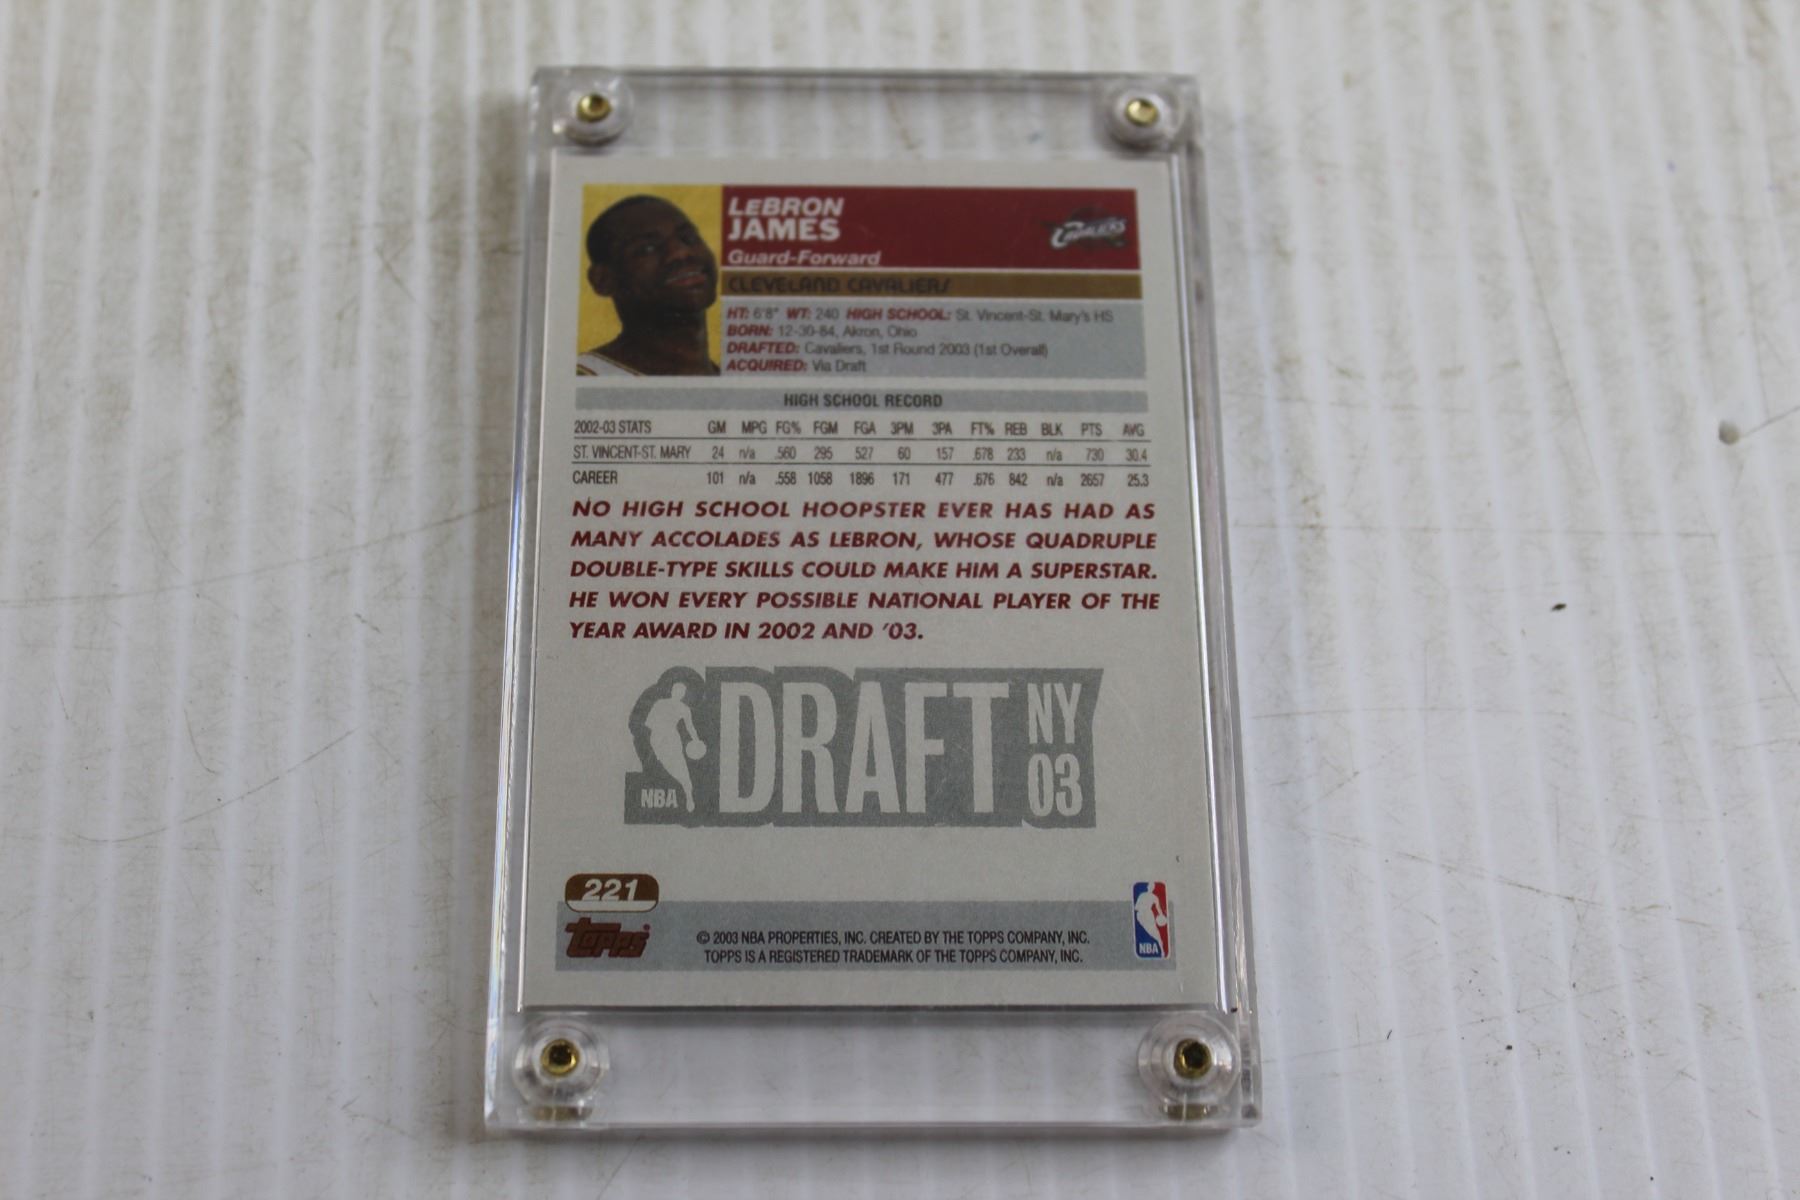 LEBRON
JAMES
Guard-Forward
CAVALIERS
CLEVELAND CAVALIERS
HT: 6'8" WT: 240 HIGH SCHOOL: St. Vincent-St. Mary's HS
BORN: 12-30-84, Akron, Ohio
DRAFTED: Cavaliers, 1st Round 2003 (1st Overall)
ACQUIRED: Via Draft
HIGH SCHOOL RECORD
2002-03 STATS GM MPG FG% FGM FGA 3PM 3PA FT% REB BLK PTS AVG
ST. VINCENT-ST. MARY 24 n/a .560 295 527 60 157 .678 233 n/a 730 30.4
CAREER 101 n/a .558 1058 1896 171 477 .676 842 n/a 2657 25.3
NO HIGH SCHOOL HOOPSTER EVER HAS HAD AS
MANY ACCOLADES AS LEBRON, WHOSE QUADRUPLE
DOUBLE-TYPE SKILLS COULD MAKE HIM A SUPERSTAR.
HE WON EVERY POSSIBLE NATIONAL PLAYER OF THE
YEAR AWARD IN 2002 AND '03.
NBA DRAFT NY 03
221
topps
© 2003 NBA PROPERTIES, INC. CREATED BY THE TOPPS COMPANY, INC.
TOPPS IS A REGISTERED TRADEMARK OF THE TOPPS COMPANY, INC.
NBA